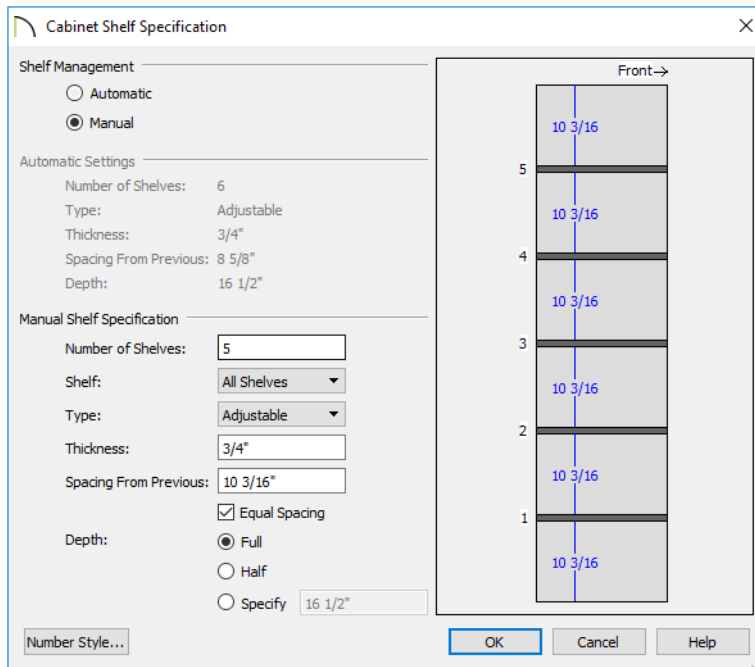 Cabinet Shelf Specification
Shelf Management
Automatic
Manual
Automatic Settings
Number of Shelves: 6
Type: Adjustable
Thickness: 3/4"
Spacing From Previous: 8 5/8"
Depth: 16 1/2"
Manual Shelf Specification
Number of Shelves: 5
Shelf: All Shelves
Type: Adjustable
Thickness: 3/4"
Spacing From Previous: 10 3/16"
Equal Spacing
Depth: Full
Half
Specify 16 1/2"
Front
10 3/16
5
10 3/16
4
10 3/16
3
10 3/16
2
10 3/16
1
10 3/16
Number Style... OK Cancel Help